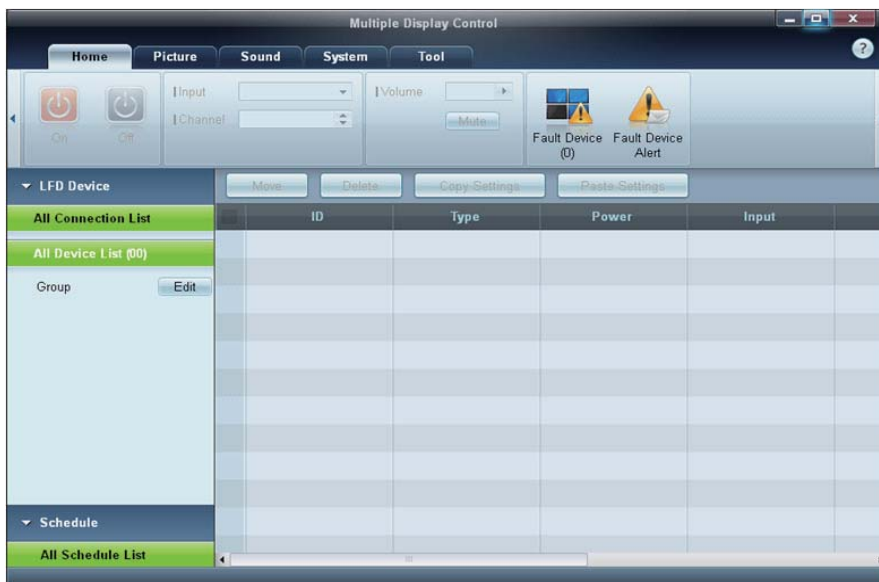 Multiple Display Control
Home Picture Sound System Tool
?
Input
Volume
Channel
Mute
On Off
Fault Device (0)
Fault Device Alert
LFD Device
Move Delete Copy Settings Paste Settings
All Connection List
ID Type Power Input
All Device List (00)
Group Edit
Schedule
All Schedule List